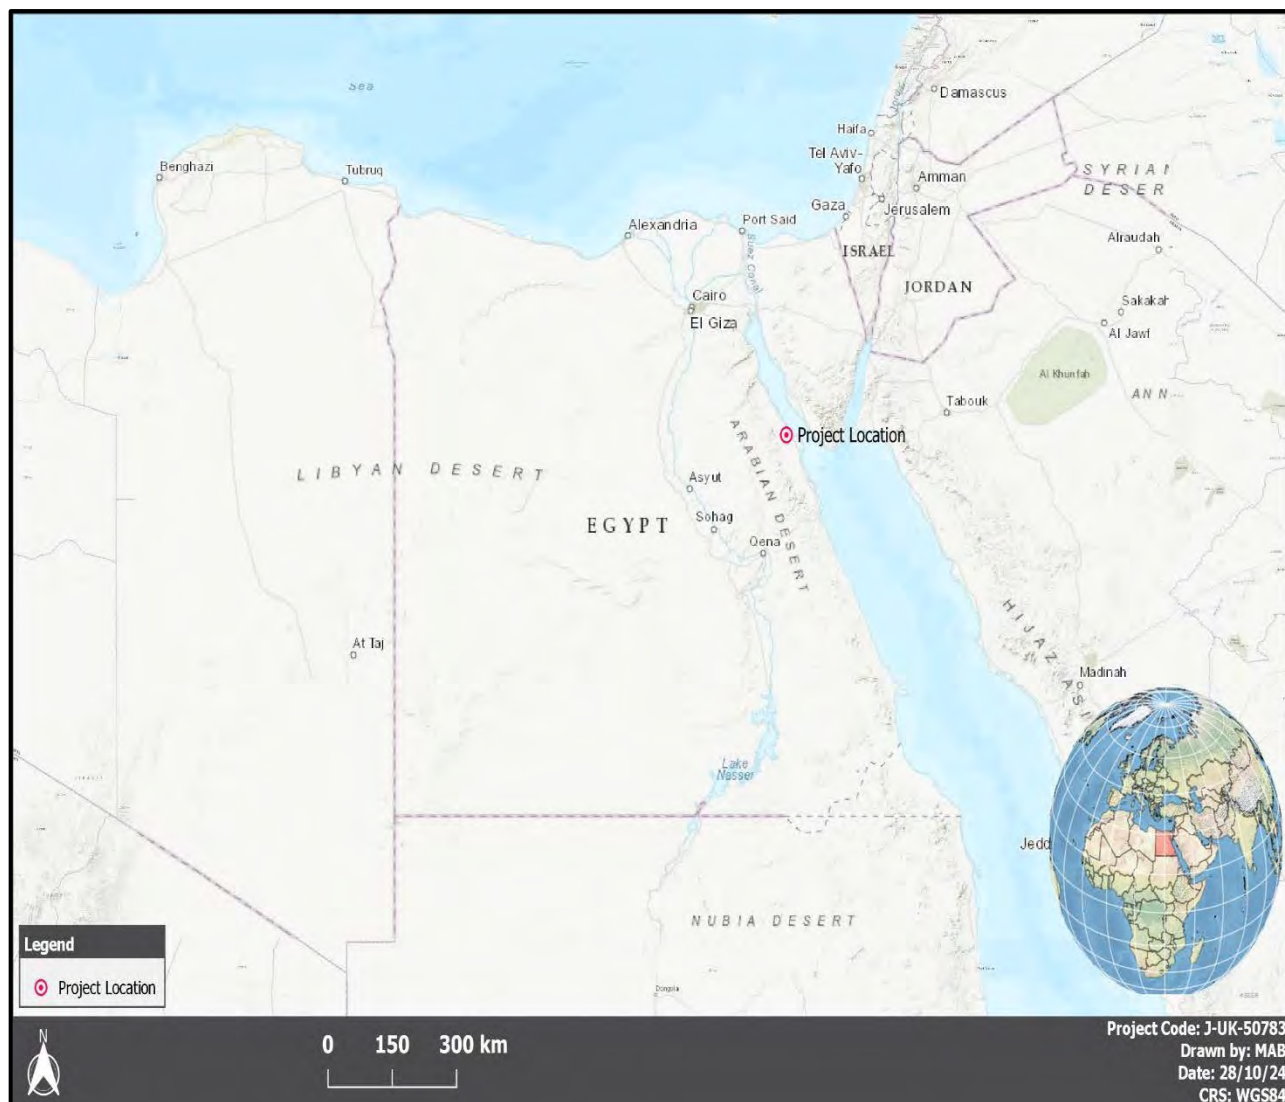 Sea
Damascus
Haifa
Tel Aviv-
Yafo
Benghazi
Tubruq
Amman
SYRIAN
DESER
Gaza
Jerusalem
Alexandria
Port Said
Suez Canal
ISRAEL
Alraudah
JORDAN
Cairo
El Giza
Sakakah
Al Jawf
Al Khunfah
ANN
Tabouk
Project Location
ARABIAN DESERT
LIBYAN DESERT
Asyut
Sohag
EGYPT
Qena
At Taj
HIJAZ ASI
Madinah
Lake
Nasser
Jedd
NUBIA DESERT
Dongola
Legend
Project Location
N
0 150 300 km
Project Code: J-UK-50783
Drawn by: MAB
Date: 28/10/24
CRS: WGS84